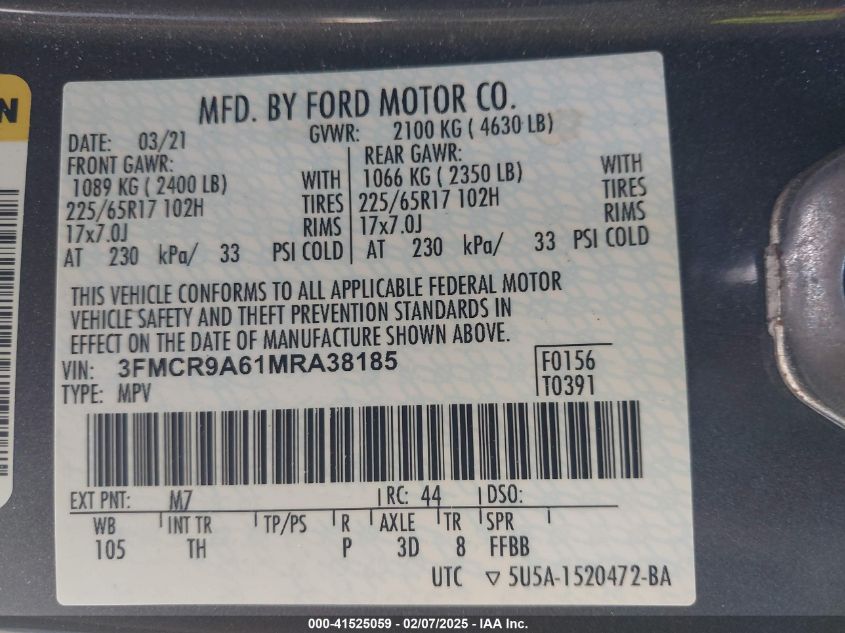 N
MFD. BY FORD MOTOR CO.
DATE: 03/21 GVWR: 2100 KG ( 4630 LB)
FRONT GAWR: REAR GAWR:
1089 KG ( 2400 LB) WITH 1066 KG ( 2350 LB) WITH
225/65R17 102H TIRES 225/65R17 102H TIRES
17x7.0J RIMS 17x7.0J RIMS
AT 230 kPa/ 33 PSI COLD AT 230 kPa/ 33 PSI COLD
THIS VEHICLE CONFORMS TO ALL APPLICABLE FEDERAL MOTOR
VEHICLE SAFETY AND THEFT PREVENTION STANDARDS IN
EFFECT ON THE DATE OF MANUFACTURE SHOWN ABOVE.
VIN: 3FMCR9A61MRA38185 F0156
TYPE: MPV T0391
EXT PNT: M7 RC: 44 DSO:
WB INT TR TP/PS R AXLE TR SPR
105 TH P 3D 8 FFBB
UTC ▽ 5U5A-1520472-BA
000-41525059 - 02/07/2025 - IAA Inc.